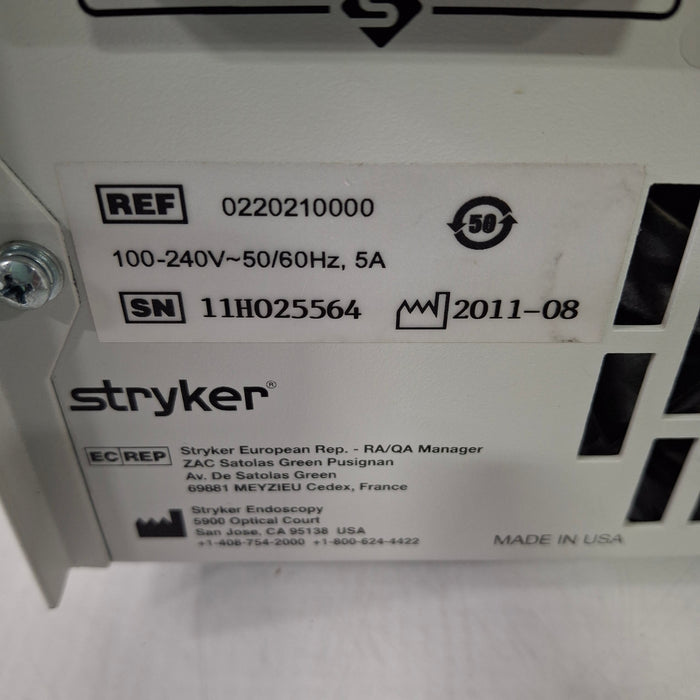 S
REF 0220210000
50
100-240V~50/60Hz, 5A
SN 11H025564 2011-08
stryker®
EC REP
Stryker European Rep. - RA/QA Manager
ZAC Satolas Green Pusignan
Av. De Satolas Green
69881 MEYZIEU Cedex, France
Stryker Endoscopy
5900 Optical Court
San Jose, CA 95138 USA
+1-408-754-2000 +1-800-624-4422
MADE IN USA